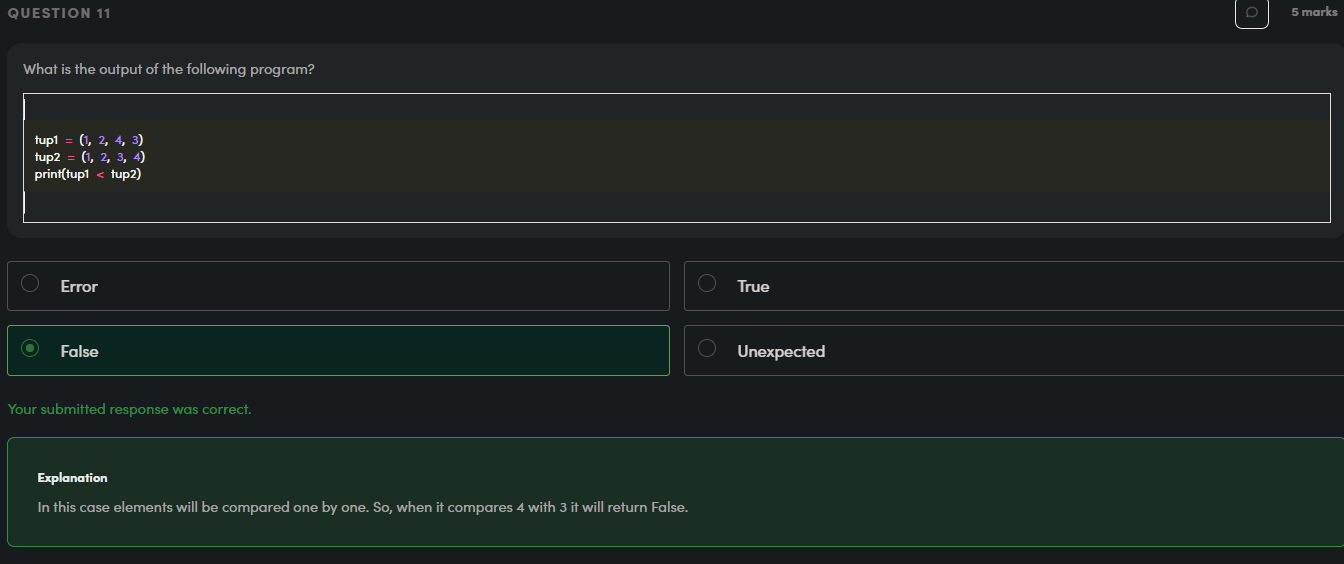 QUESTION 11
5 marks
What is the output of the following program?
tup1 = (1, 2, 4, 3)
tup2 = (1, 2, 3, 4)
print(tup1 < tup2)
Error
True
False
Unexpected
Your submitted response was correct.
Explanation
In this case elements will be compared one by one. So, when it compares 4 with 3 it will return False.